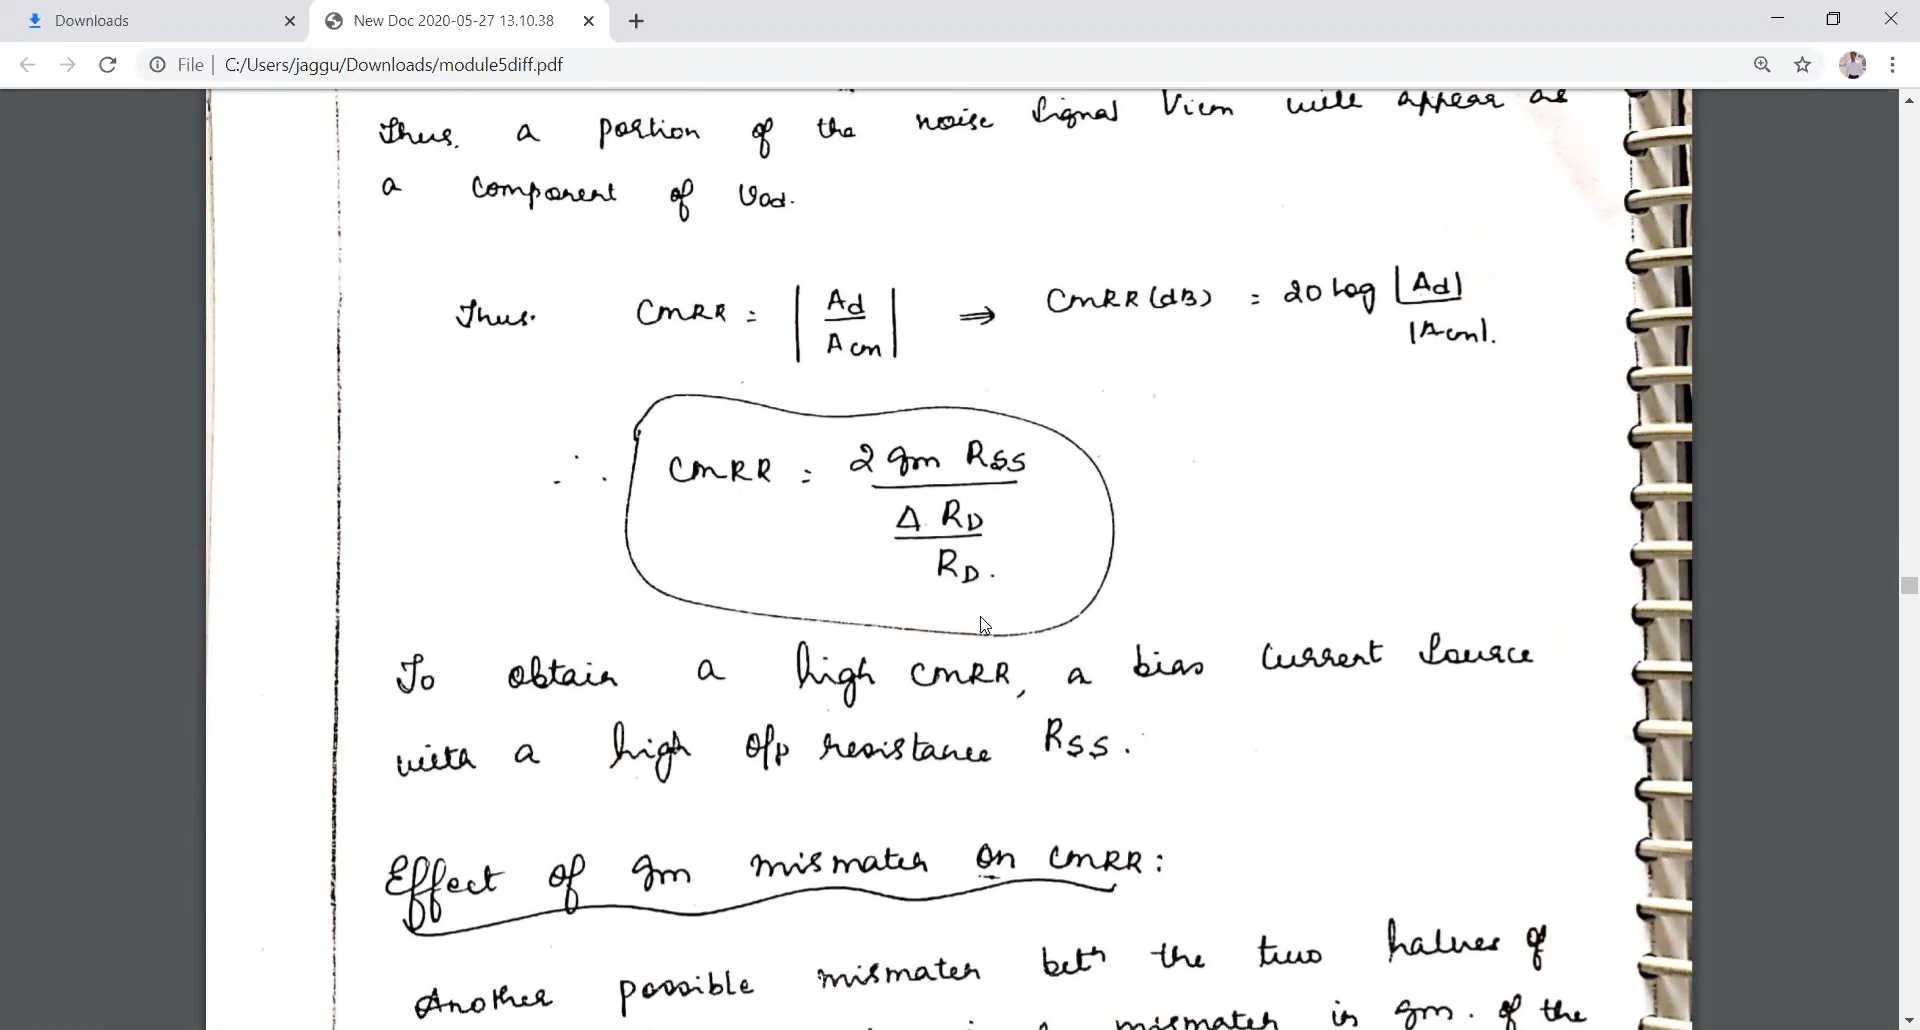 Downloads
New Doc 2020-05-27 13.10.38
File | C:/Users/jaggu/Downloads/module5diff.pdf
Thus, a portion of the noise signal Vicm will appear as
a component of Vod.
Thus. CMRR = | Ad / Acm | ⇒ CMRR(dB) = 20 log |Ad| / |Acm|.
∴ CMRR = 2 gm RSS
Δ RD
RD.
To obtain a high CMRR, a bias current source
with a high o/p resistance RSS.
Effect of gm mismatch on CMRR:
Another possible mismatch betn the two halves of
mismatch in gm. of the